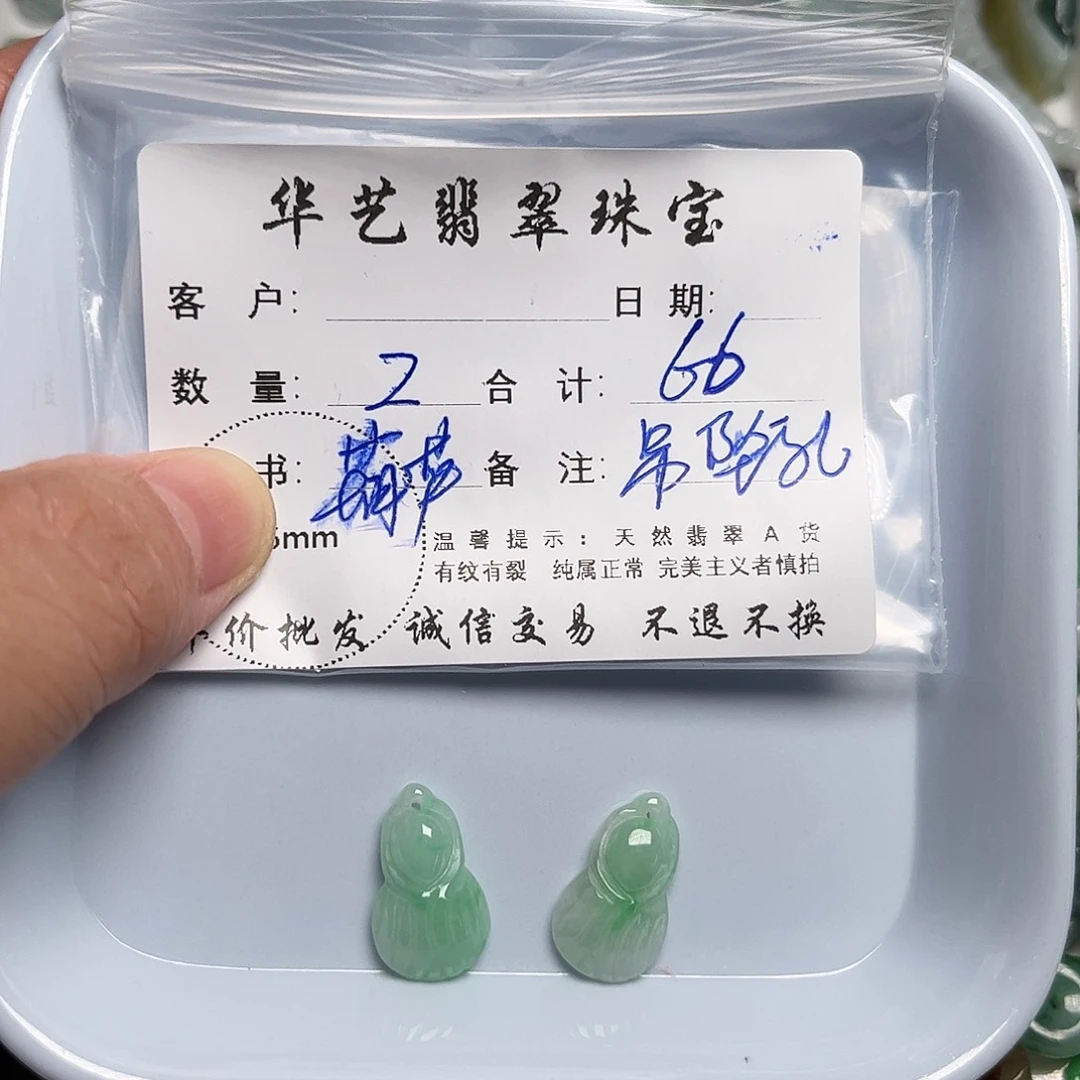 华艺翡翠珠宝
客 户: 日 期:
数 量: 2 合 计: 66
书: 葫芦 备 注: 吊坠孔
5mm 温馨提示: 天然翡翠A货
有纹有裂 纯属正常 完美主义者慎拍
价批发 诚信交易 不退不换